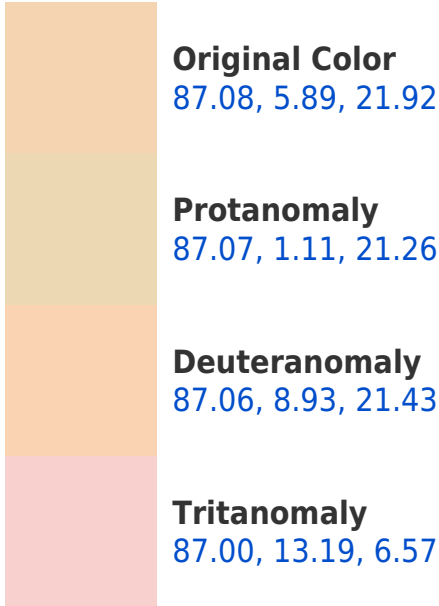 Original Color
87.08, 5.89, 21.92
Protanomaly
87.07, 1.11, 21.26
Deuteranomaly
87.06, 8.93, 21.43
Tritanomaly
87.00, 13.19, 6.57